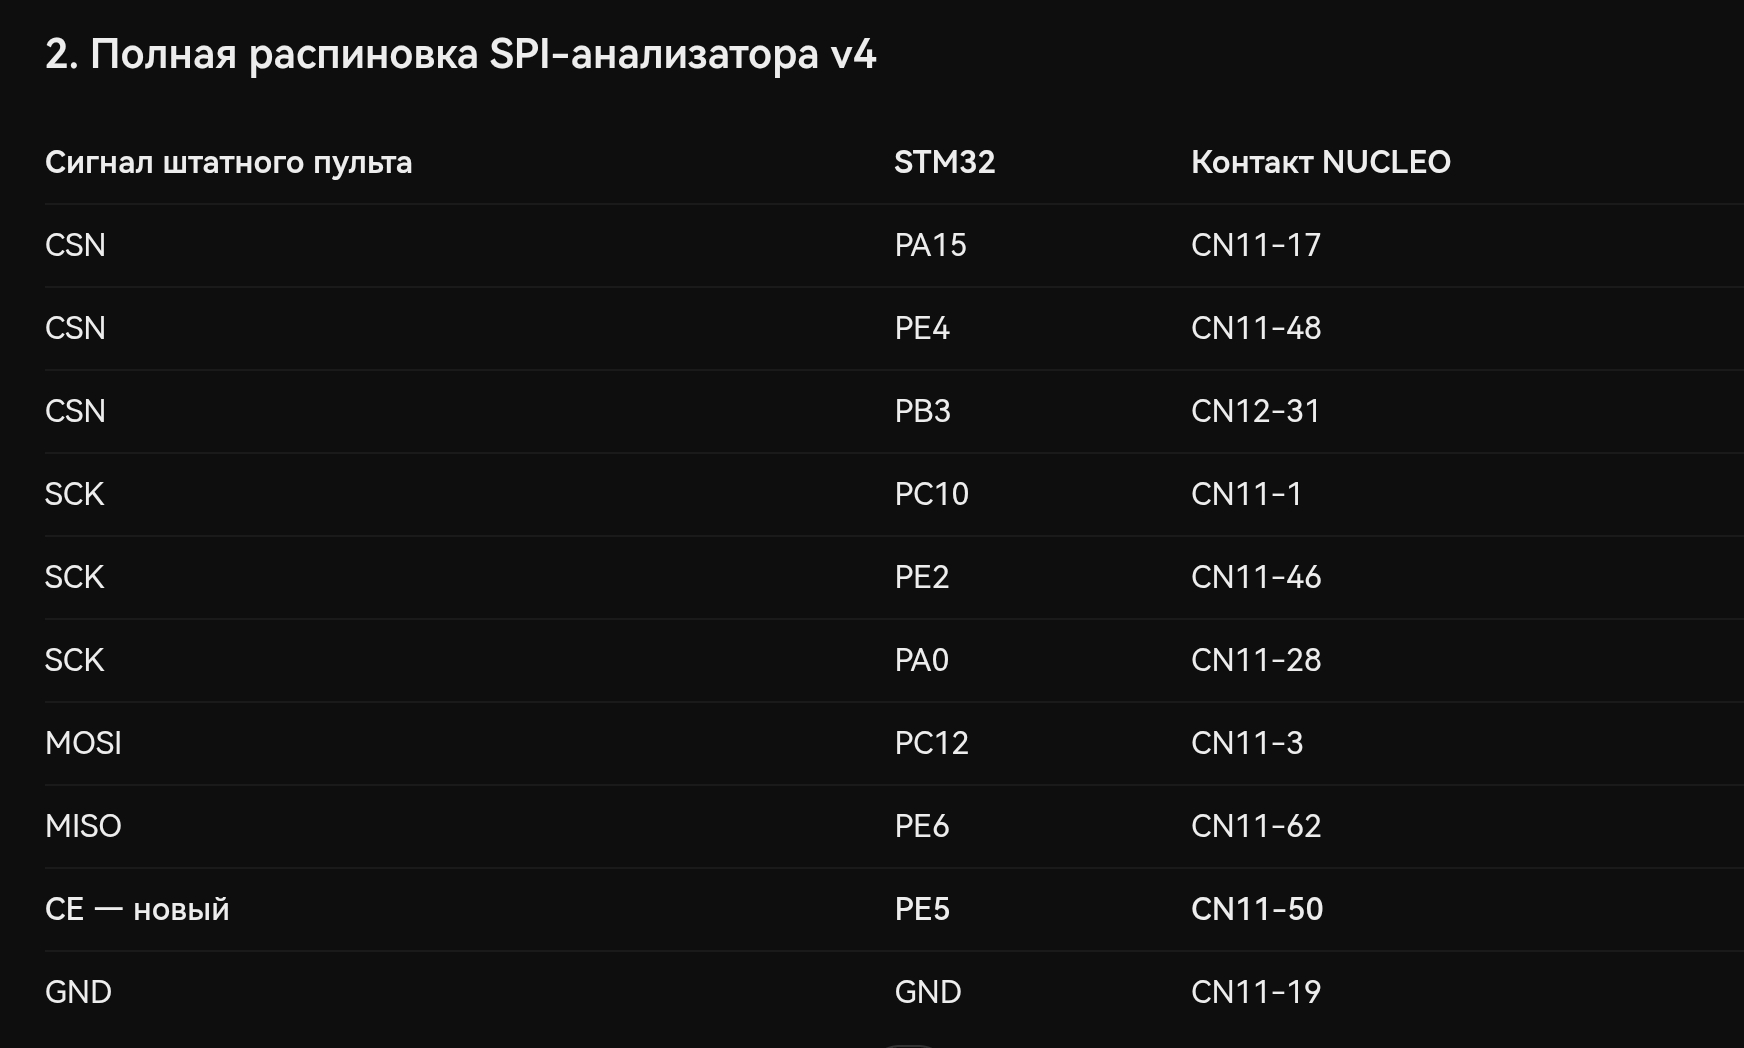 2. Полная распиновка SPI-анализатора v4
Сигнал штатного пульта STM32 Контакт NUCLEO
CSN PA15 CN11-17
CSN PE4 CN11-48
CSN PB3 CN12-31
SCK PC10 CN11-1
SCK PE2 CN11-46
SCK PA0 CN11-28
MOSI PC12 CN11-3
MISO PE6 CN11-62
CE — новый PE5 CN11-50
GND GND CN11-19